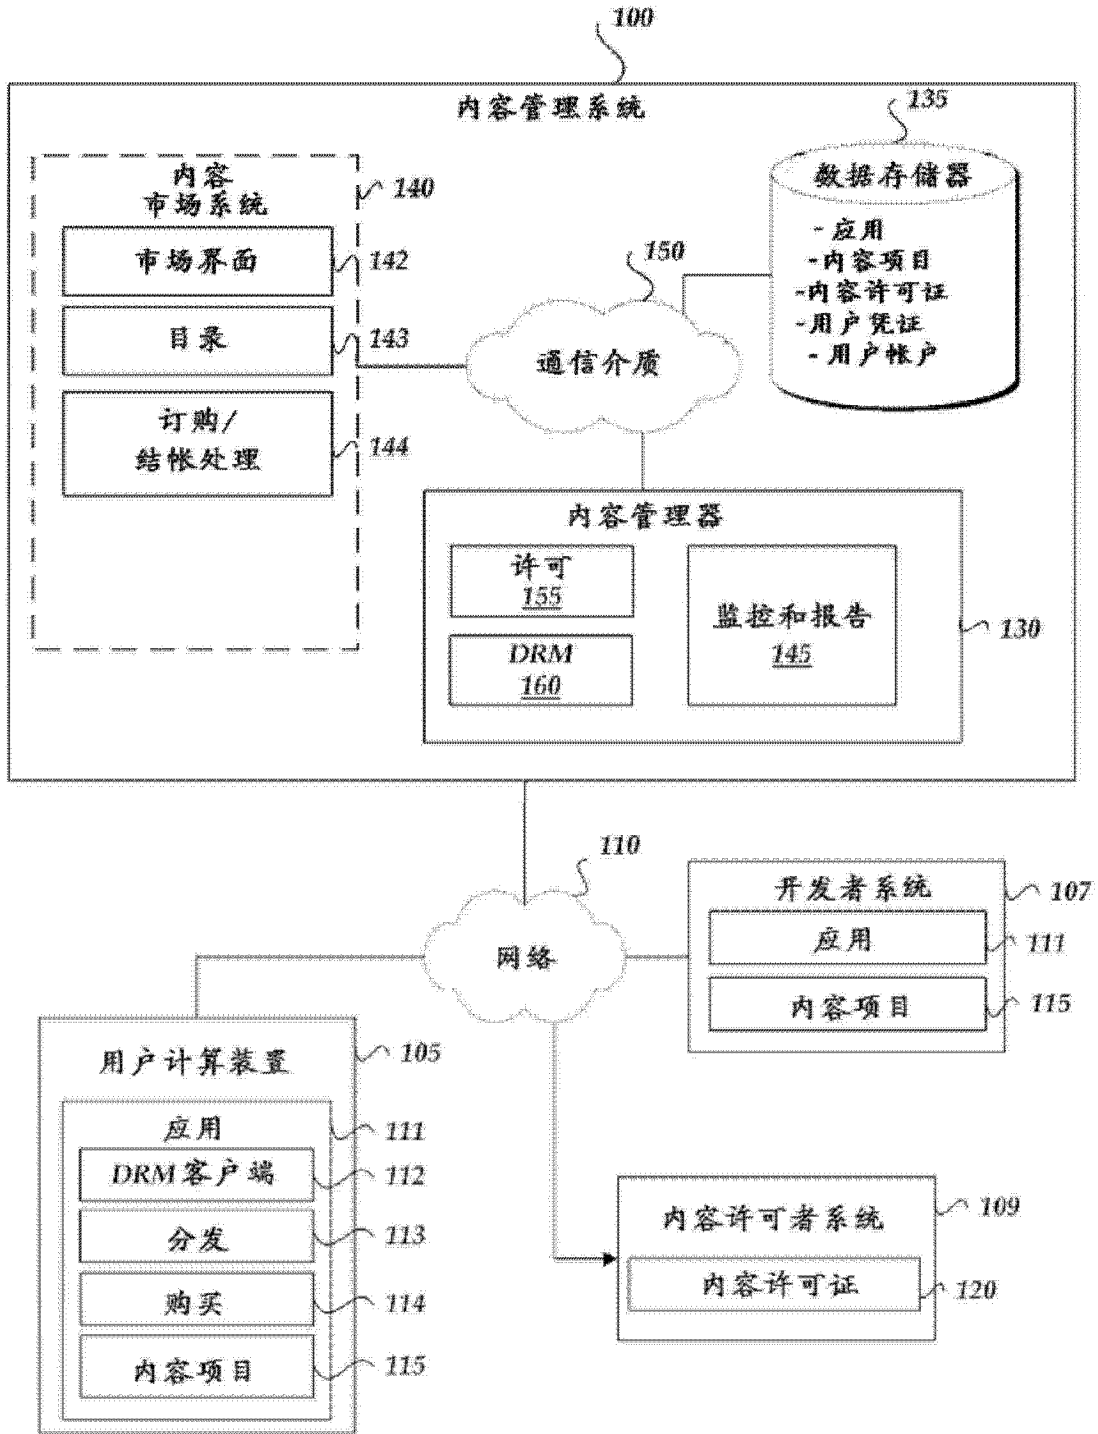 100
内容管理系统
135
数据存储器
- 应用
- 内容项目
- 内容许可证
- 用户凭证
- 用户帐户
内容
市场系统
140
市场界面
142
目录
143
订购/
结帐处理
144
150
通信介质
内容管理器
许可
155
DRM
160
监控和报告
145
130
110
网络
开发者系统
107
应用
111
内容项目
115
用户计算装置
105
应用
111
DRM 客户端
112
分发
113
购买
114
内容项目
115
内容许可者系统
109
内容许可证
120